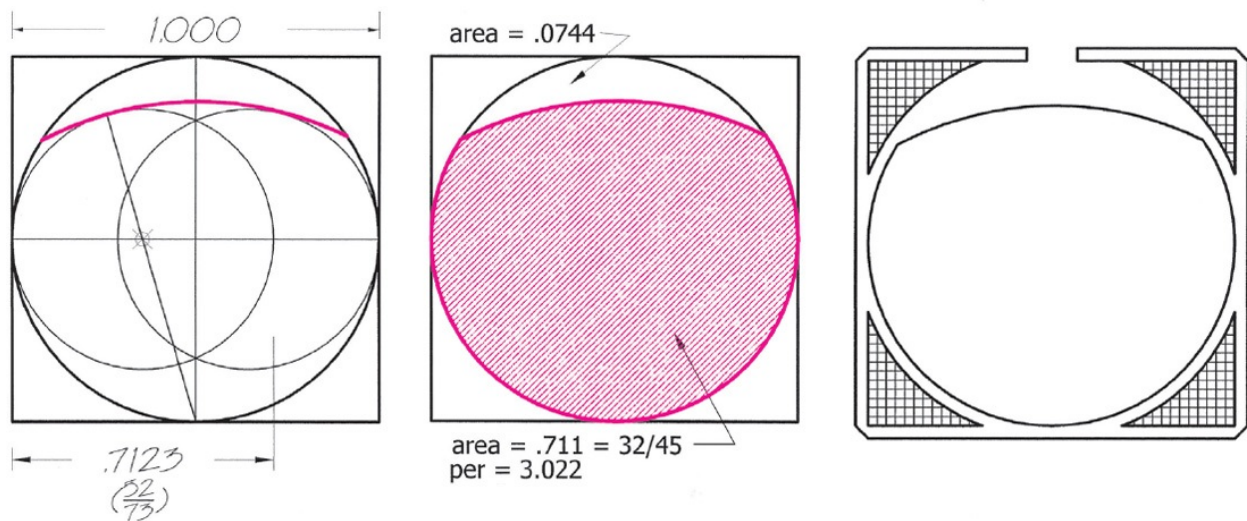 1.000
.7123
(52/73)
area = .0744
area = .711 = 32/45
per = 3.022